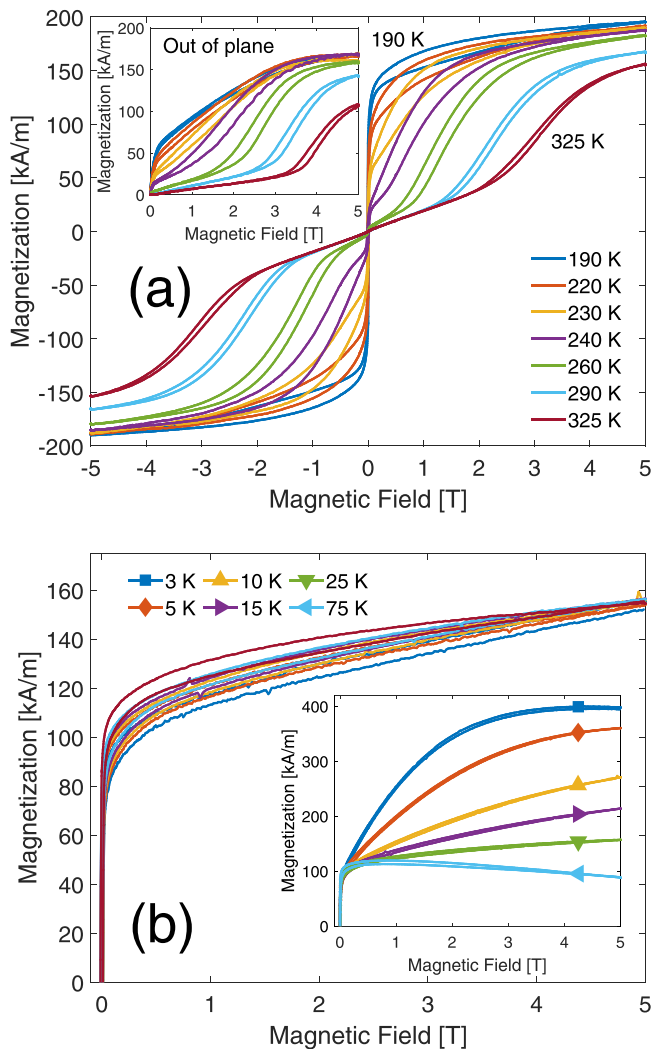 200
150
100
50
0
-50
-100
-150
-200
-5 -4 -3 -2 -1 0 1 2 3 4 5
Magnetization [kA/m]
Magnetic Field [T]
200
150
100
50
0
0 1 2 3 4 5
Magnetization [kA/m]
Magnetic Field [T]
Out of plane
190 K
325 K
(a)
190 K
220 K
230 K
240 K
260 K
290 K
325 K
160
140
120
100
80
60
40
20
0
0 1 2 3 4 5
Magnetization [kA/m]
Magnetic Field [T]
3 K 10 K 25 K
5 K 15 K 75 K
400
300
200
100
0
0 1 2 3 4 5
Magnetization [kA/m]
Magnetic Field [T]
(b)